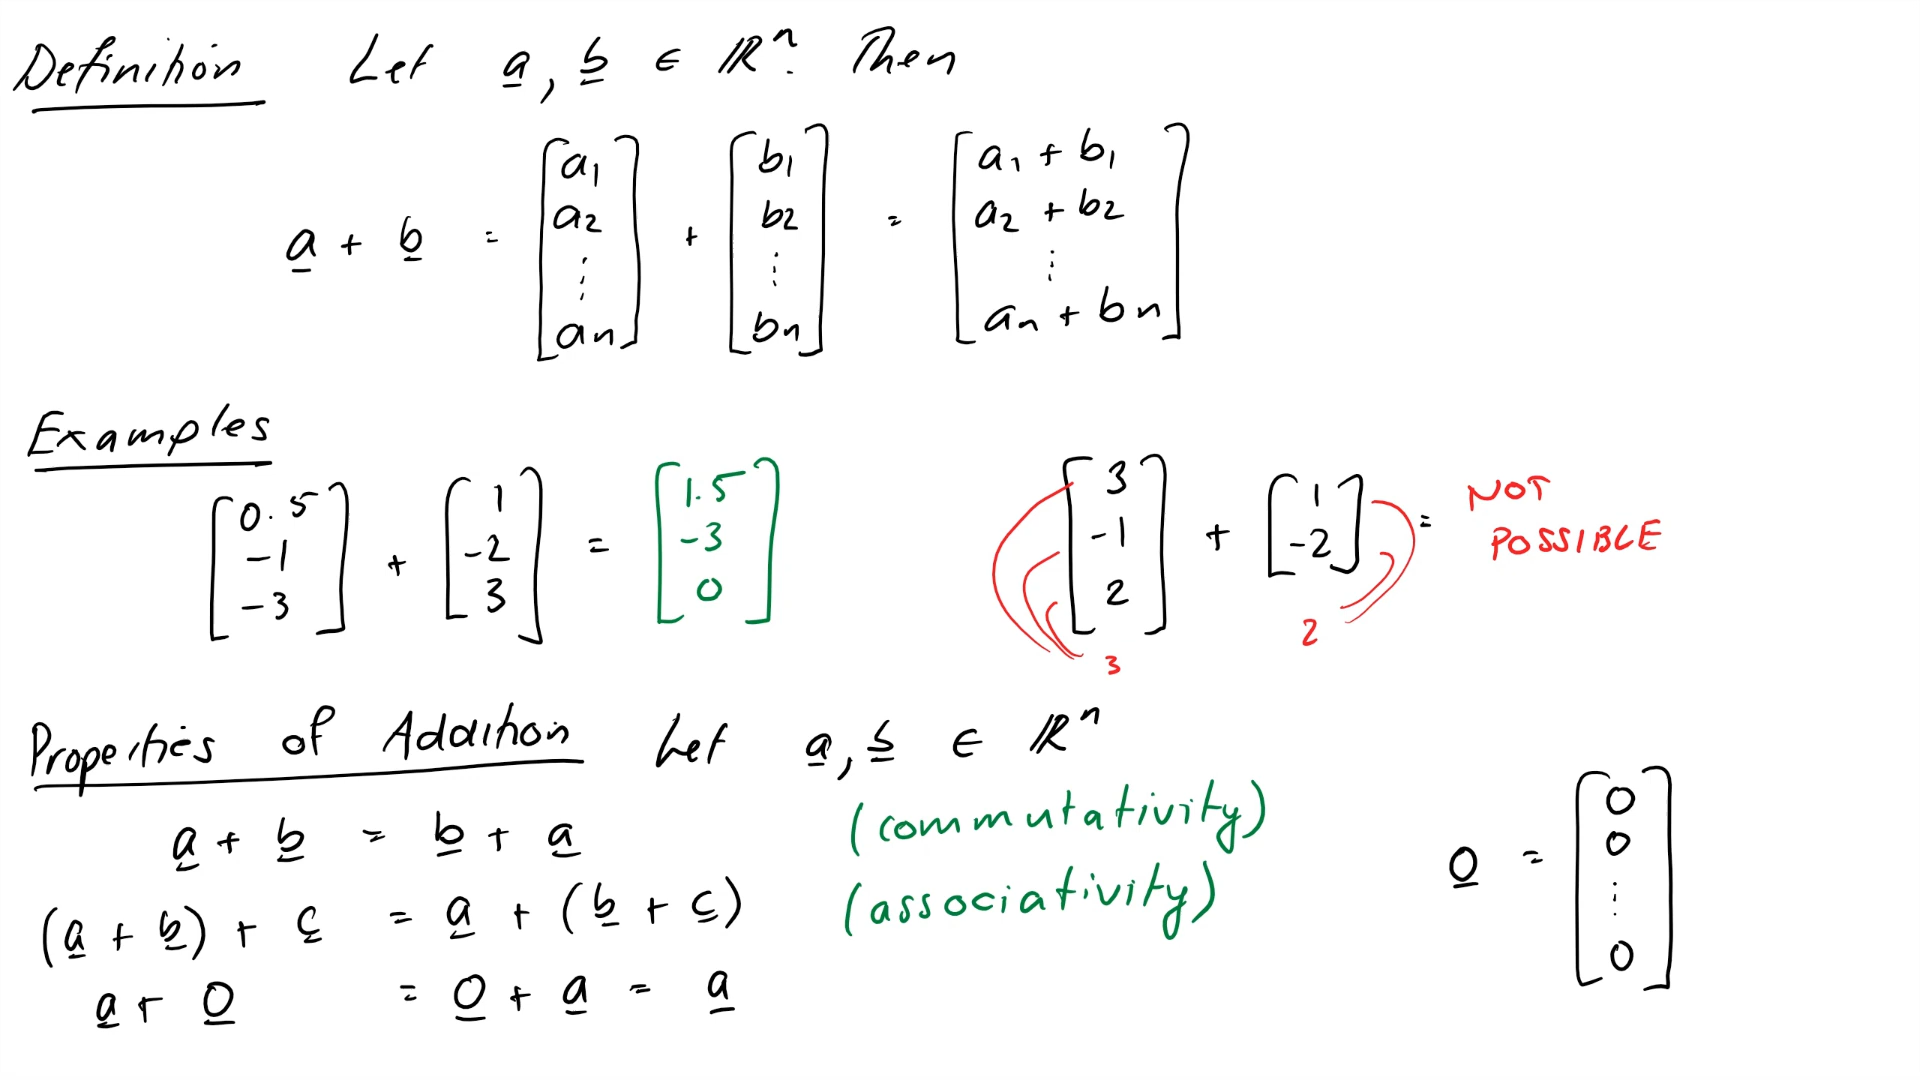 Definition Let a, b ∈ ℝⁿ. Then
a + b = [a₁ a₂ ⋮ aₙ] + [b₁ b₂ ⋮ bₙ] = [a₁ + b₁ a₂ + b₂ ⋮ aₙ + bₙ]
Examples
[0.5 -1 -3] + [1 -2 3] = [1.5 -3 0]
[3 -1 2] + [1 -2] = NOT POSSIBLE
3 2
Properties of Addition Let a, b ∈ ℝⁿ
a + b = b + a (commutativity)
(a + b) + c = a + (b + c) (associativity)
a + 0 = 0 + a = a
0 = [0 0 ⋮ 0]